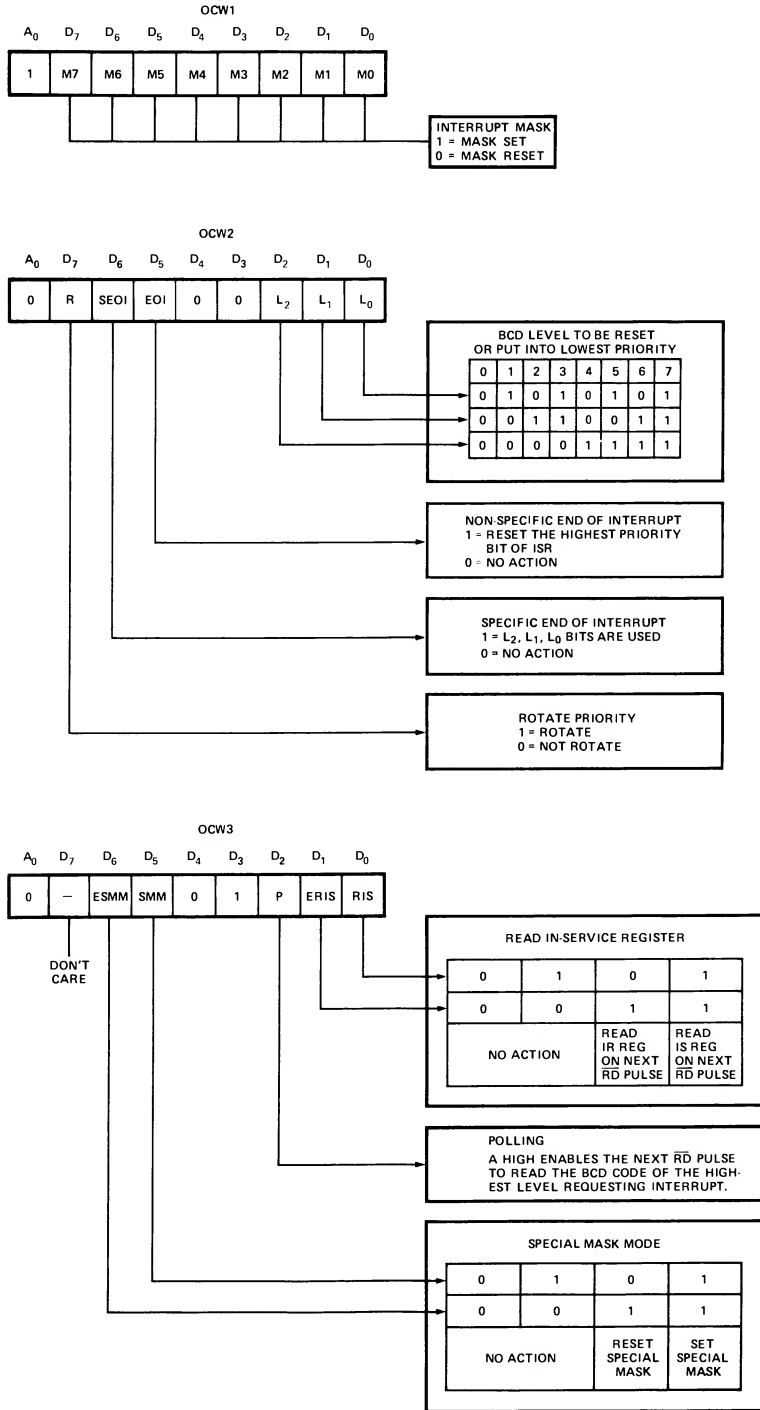 OCW1
A0 D7 D6 D5 D4 D3 D2 D1 D0
1 M7 M6 M5 M4 M3 M2 M1 M0
INTERRUPT MASK
1 = MASK SET
0 = MASK RESET
OCW2
A0 D7 D6 D5 D4 D3 D2 D1 D0
0 R SEOI EOI 0 0 L2 L1 L0
BCD LEVEL TO BE RESET
OR PUT INTO LOWEST PRIORITY
0 1 2 3 4 5 6 7
0 1 0 1 0 1 0 1
0 0 1 1 0 0 1 1
0 0 0 0 1 1 1 1
NON-SPECIFIC END OF INTERRUPT
1 = RESET THE HIGHEST PRIORITY
BIT OF ISR
0 = NO ACTION
SPECIFIC END OF INTERRUPT
1 = L2, L1, L0 BITS ARE USED
0 = NO ACTION
ROTATE PRIORITY
1 = ROTATE
0 = NOT ROTATE
OCW3
A0 D7 D6 D5 D4 D3 D2 D1 D0
0 – ESMM SMM 0 1 P ERIS RIS
DON'T
CARE
READ IN-SERVICE REGISTER
0 1 0 1
0 0 1 1
NO ACTION
READ
IR REG
ON NEXT
R̅D̅ PULSE
READ
IS REG
ON NEXT
R̅D̅ PULSE
POLLING
A HIGH ENABLES THE NEXT R̅D̅ PULSE
TO READ THE BCD CODE OF THE HIGH-
EST LEVEL REQUESTING INTERRUPT.
SPECIAL MASK MODE
0 1 0 1
0 0 1 1
NO ACTION
RESET
SPECIAL
MASK
SET
SPECIAL
MASK